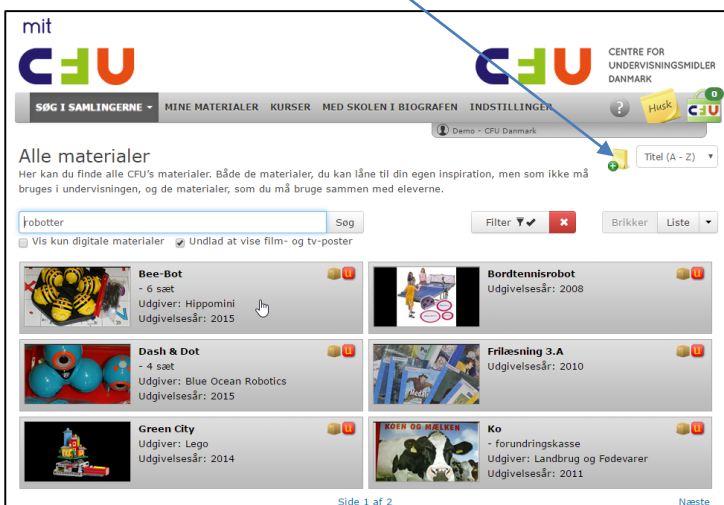 mit
CFU
CFU
CENTRE FOR
UNDERVISNINGSMIDLER
DANMARK
SØG I SAMLINGERNE MINE MATERIALER KURSER MED SKOLEN I BIOGRAFEN INDSTILLINGER ? Husk CFU 0
Demo - CFU Danmark
Alle materialer
Titel (A - Z)
Her kan du finde alle CFU's materialer. Både de materialer, du kan låne til din egen inspiration, men som ikke må
bruges i undervisningen, og de materialer, som du må bruge sammen med eleverne.
robotter Søg Filter Brikker Liste
Vis kun digitale materialer Undlad at vise film- og tv-poster
Bee-Bot
- 6 sæt
Udgiver: Hippomini
Udgivelsesår: 2015
u
Bordtennisrobot
Udgivelsesår: 2008
u
Dash & Dot
- 4 sæt
Udgiver: Blue Ocean Robotics
Udgivelsesår: 2015
u
Frilæsning 3.A
Udgivelsesår: 2010
u
Green City
Udgiver: Lego
Udgivelsesår: 2014
u
KOEN OG MÆLKEN
Ko
- forundringskasse
Udgiver: Landbrug og Fødevarer
Udgivelsesår: 2011
u
Side 1 af 2
Næste